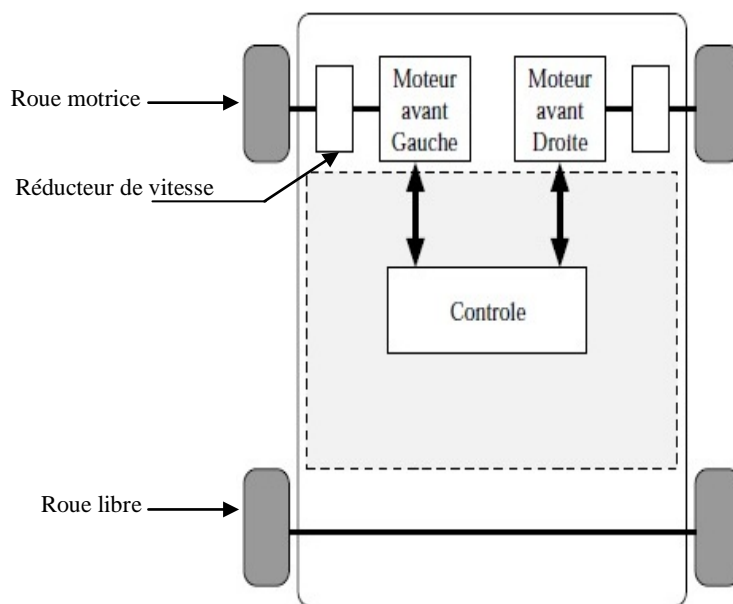 Roue motrice
Moteur
avant
Gauche
Moteur
avant
Droite
Réducteur de vitesse
Controle
Roue libre